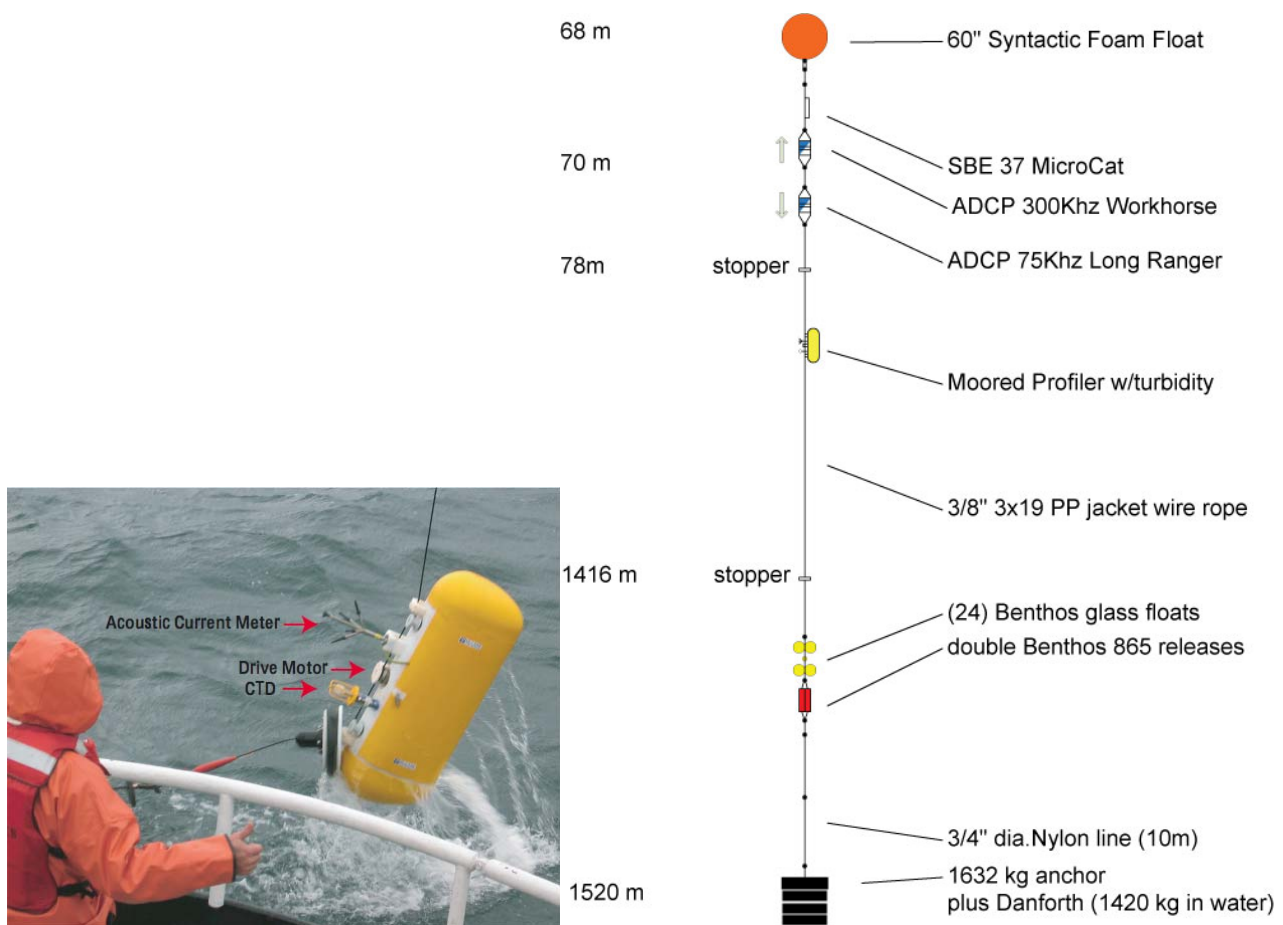 68 m
60" Syntactic Foam Float
SBE 37 MicroCat
70 m
ADCP 300Khz Workhorse
ADCP 75Khz Long Ranger
78m
stopper
Moored Profiler w/turbidity
3/8" 3x19 PP jacket wire rope
1416 m
stopper
(24) Benthos glass floats
double Benthos 865 releases
3/4" dia.Nylon line (10m)
1632 kg anchor
plus Danforth (1420 kg in water)
1520 m
Acoustic Current Meter
Drive Motor
CTD